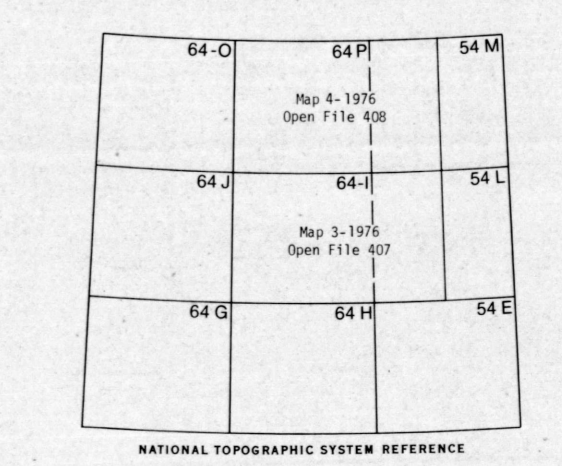 64-O
64 P
54 M
Map 4-1976
Open File 408
64 J
64-I
54 L
Map 3-1976
Open File 407
64 G
64 H
54 E
NATIONAL TOPOGRAPHIC SYSTEM REFERENCE